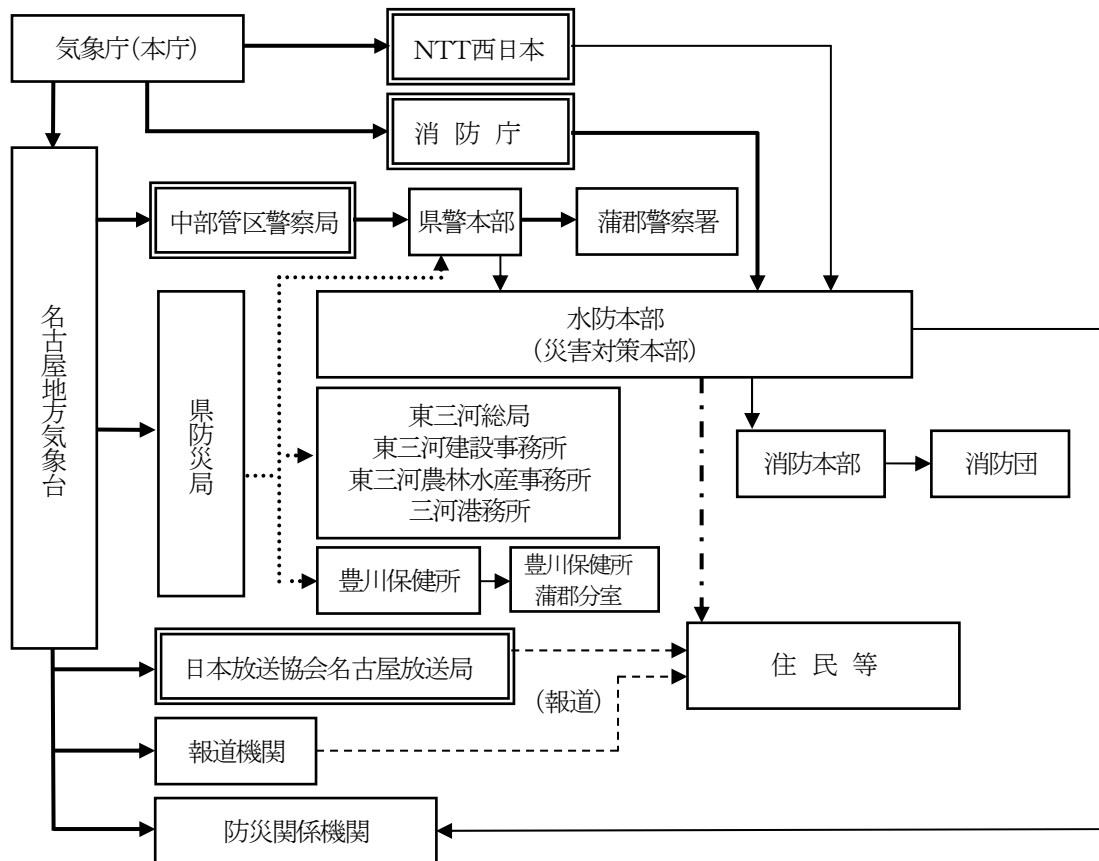 気象庁(本庁)
NTT西日本
消 防 庁
中部管区警察局
県警本部
蒲郡警察署
名古屋地方気象台
県防災局
水防本部
(災害対策本部)
東三河総局
東三河建設事務所
東三河農林水産事務所
三河港務所
消防本部
消防団
豊川保健所
豊川保健所
蒲郡分室
日本放送協会名古屋放送局
住 民 等
(報道)
報道機関
防災関係機関